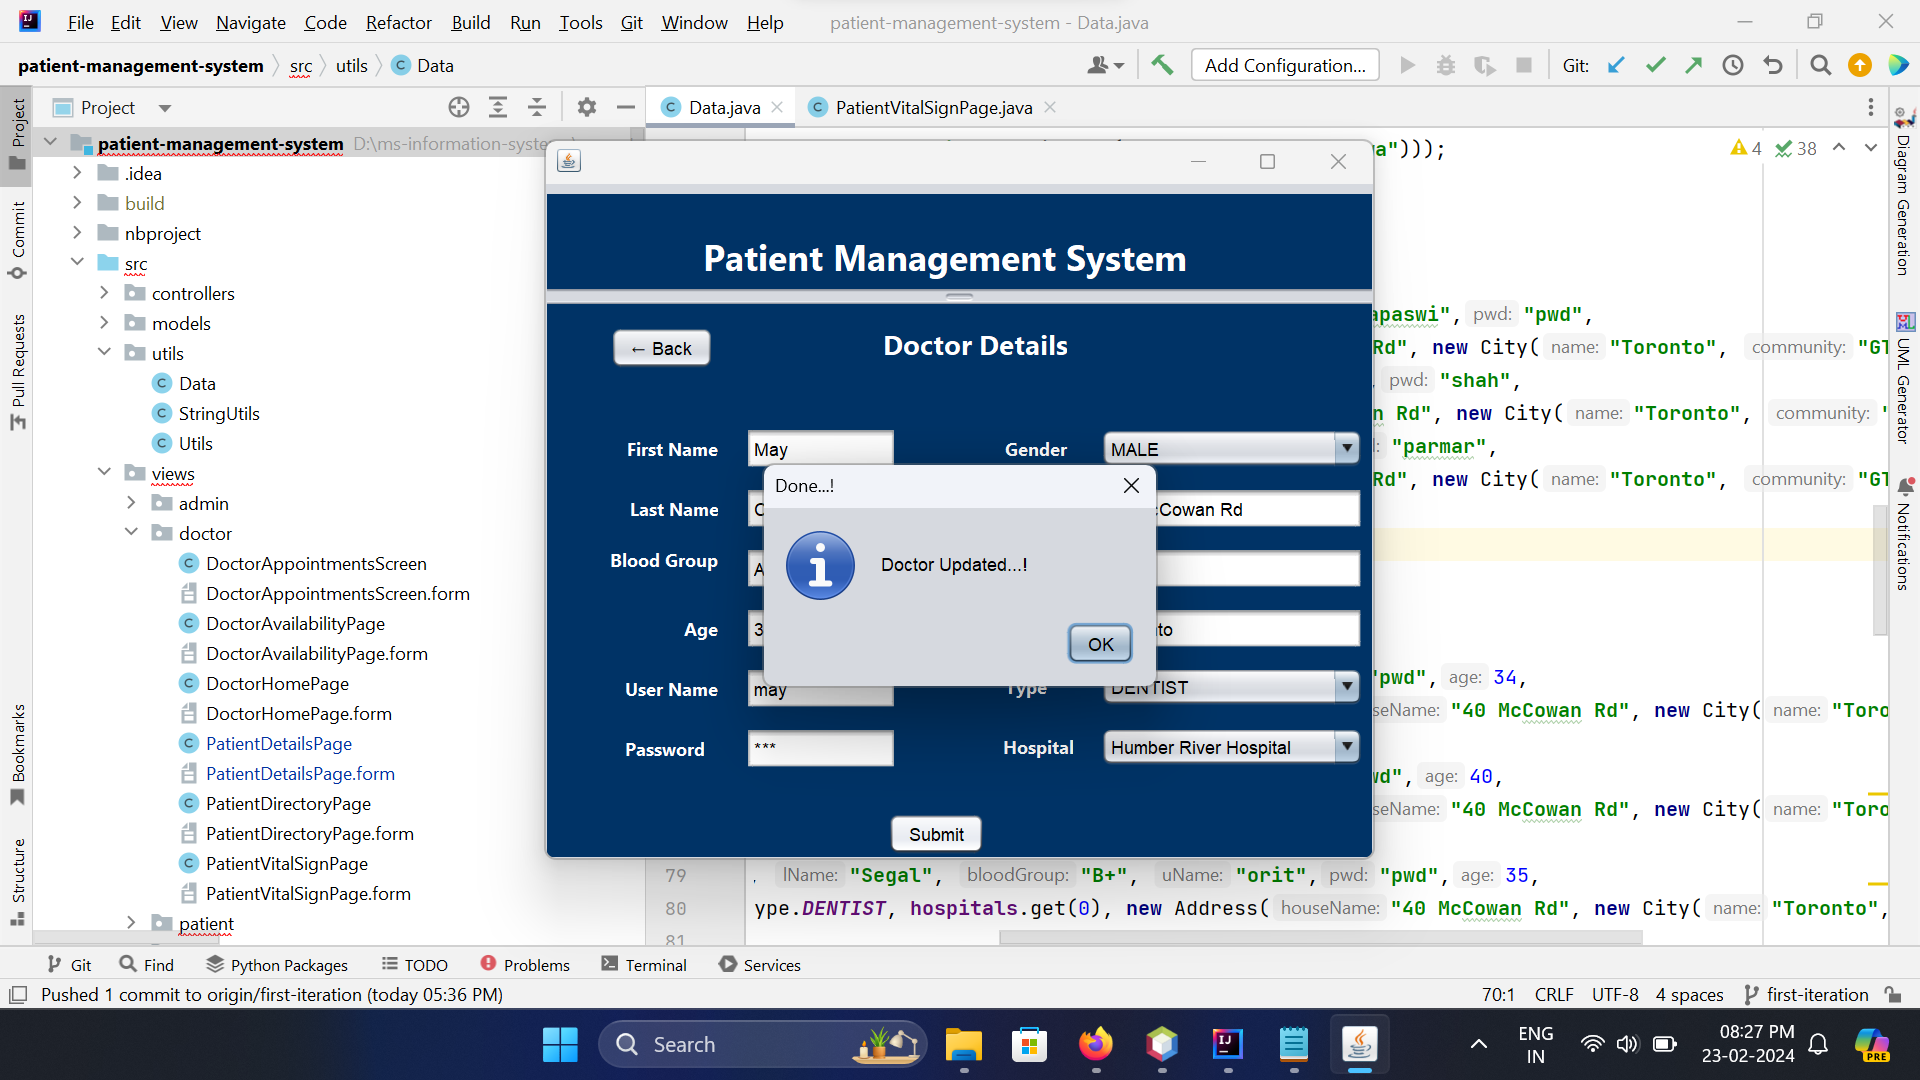 File Edit View Navigate Code Refactor Build Run Tools Git Window Help patient-management-system - Data.java
patient-management-system src utils Data Add Configuration... Git:
Project Data.java PatientVitalSignPage.java
patient-management-system D:\ms-information-syste
.idea
build
nbproject
src
controllers
models
utils
Data
StringUtils
Utils
views
admin
doctor
DoctorAppointmentsScreen
DoctorAppointmentsScreen.form
DoctorAvailabilityPage
DoctorAvailabilityPage.form
DoctorHomePage
DoctorHomePage.form
PatientDetailsPage
PatientDetailsPage.form
PatientDirectoryPage
PatientDirectoryPage.form
PatientVitalSignPage
PatientVitalSignPage.form
patient
Project
Commit
Pull Requests
Bookmarks
Structure
Patient Management System
← Back Doctor Details
First Name May Gender MALE
Last Name Cowan Rd
Blood Group
Age
User Name may Type DENTIST
Password *** Hospital Humber River Hospital
Submit
Done...!
Doctor Updated...!
OK
a")));
4 38
apaswi", pwd: "pwd",
Rd", new City( name: "Toronto", community: "GT
pwd: "shah",
n Rd", new City( name: "Toronto", community: "
"parmar",
Rd", new City( name: "Toronto", community: "GT
"pwd", age: 34,
seName: "40 McCowan Rd", new City( name: "Toro
wd", age: 40,
seName: "40 McCowan Rd", new City( name: "Toro
79 , lName: "Segal", bloodGroup: "B+", uName: "orit", pwd: "pwd", age: 35,
80 ype.DENTIST, hospitals.get(0), new Address( houseName: "40 McCowan Rd", new City( name: "Toronto",
81
Diagram Generation
UML Generator
Notifications
Git Find Python Packages TODO Problems Terminal Services
Pushed 1 commit to origin/first-iteration (today 05:36 PM) 70:1 CRLF UTF-8 4 spaces first-iteration
Search
ENG
IN
08:27 PM
23-02-2024
PRE